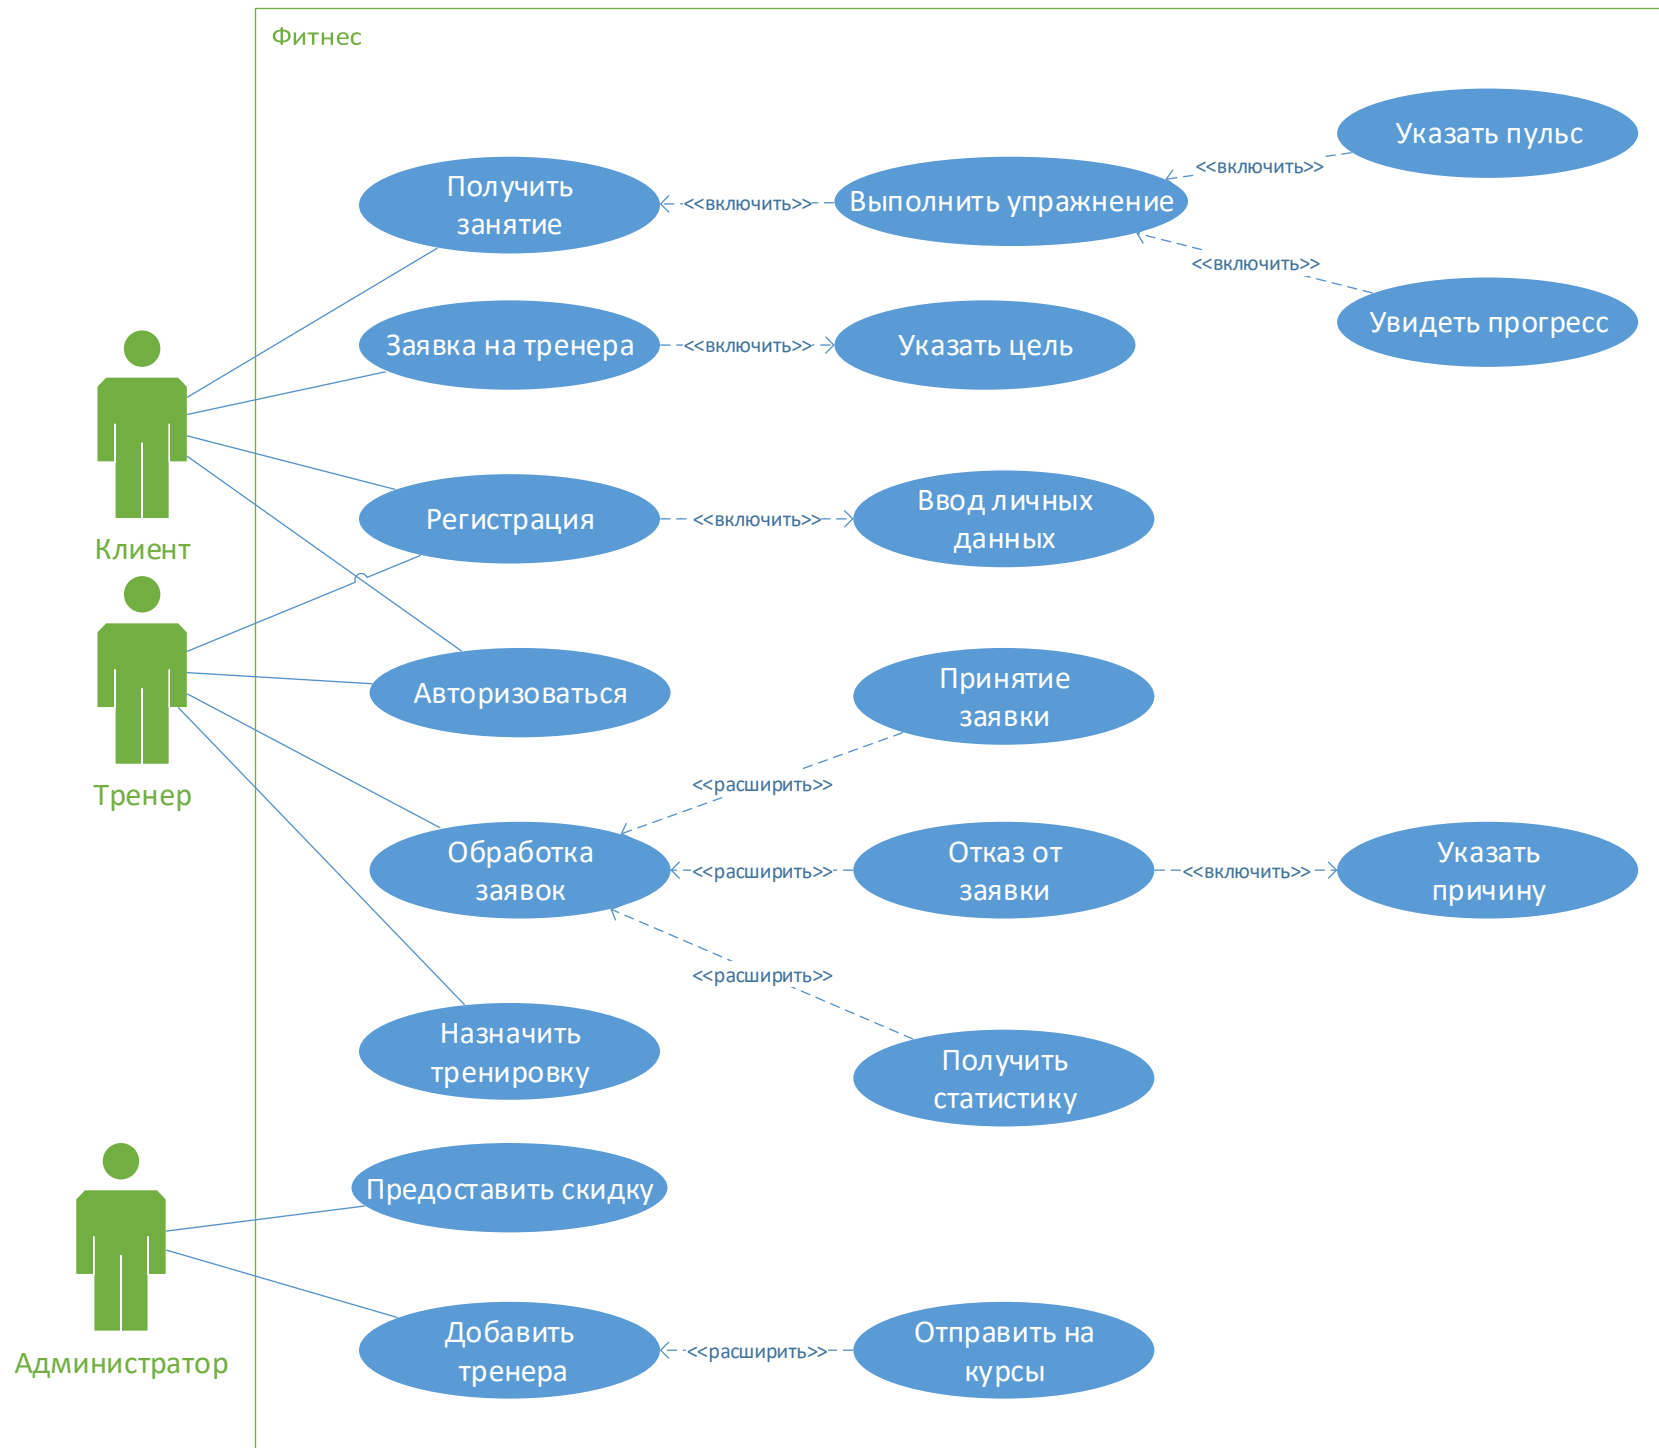 Фитнес
Указать пульс
<<включить>>
Получить
занятие
<<включить>>
Выполнить упражнение
<<включить>>
Увидеть прогресс
Заявка на тренера
<<включить>>
Указать цель
Клиент
Регистрация
<<включить>>
Ввод личных
данных
Тренер
Авторизоваться
Принятие
заявки
<<расширить>>
Обработка
заявок
<<расширить>>
Отказ от
заявки
<<включить>>
Указать
причину
<<расширить>>
Назначить
тренировку
Получить
статистику
Администратор
Предоставить скидку
Добавить
тренера
<<расширить>>
Отправить на
курсы